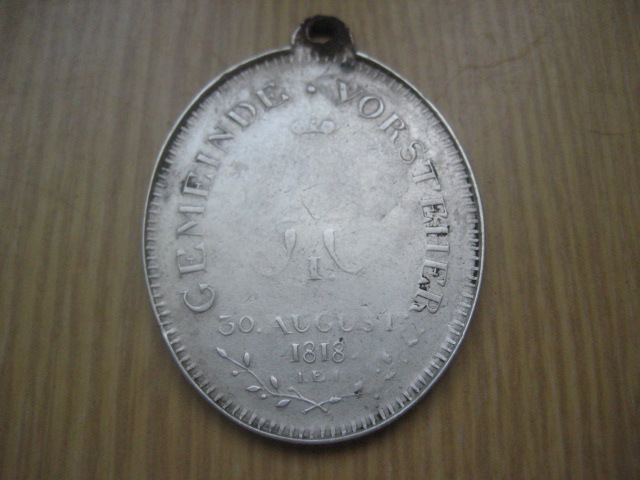 GEMEINDE · VORSTEHER
A
I
30. AUGUST
1818